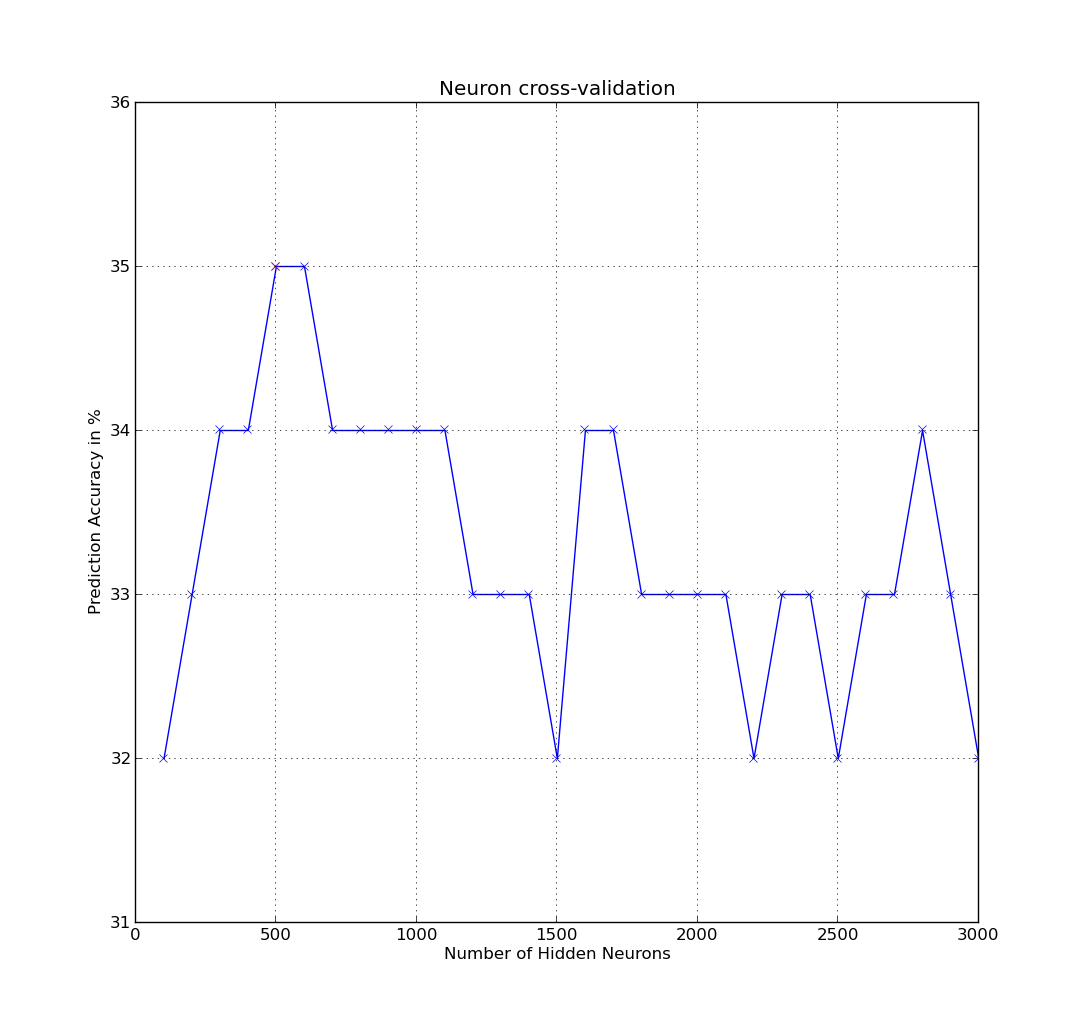 Neuron cross-validation
36
35
34
33
32
31
Prediction Accuracy in %
0 500 1000 1500 2000 2500 3000
Number of Hidden Neurons